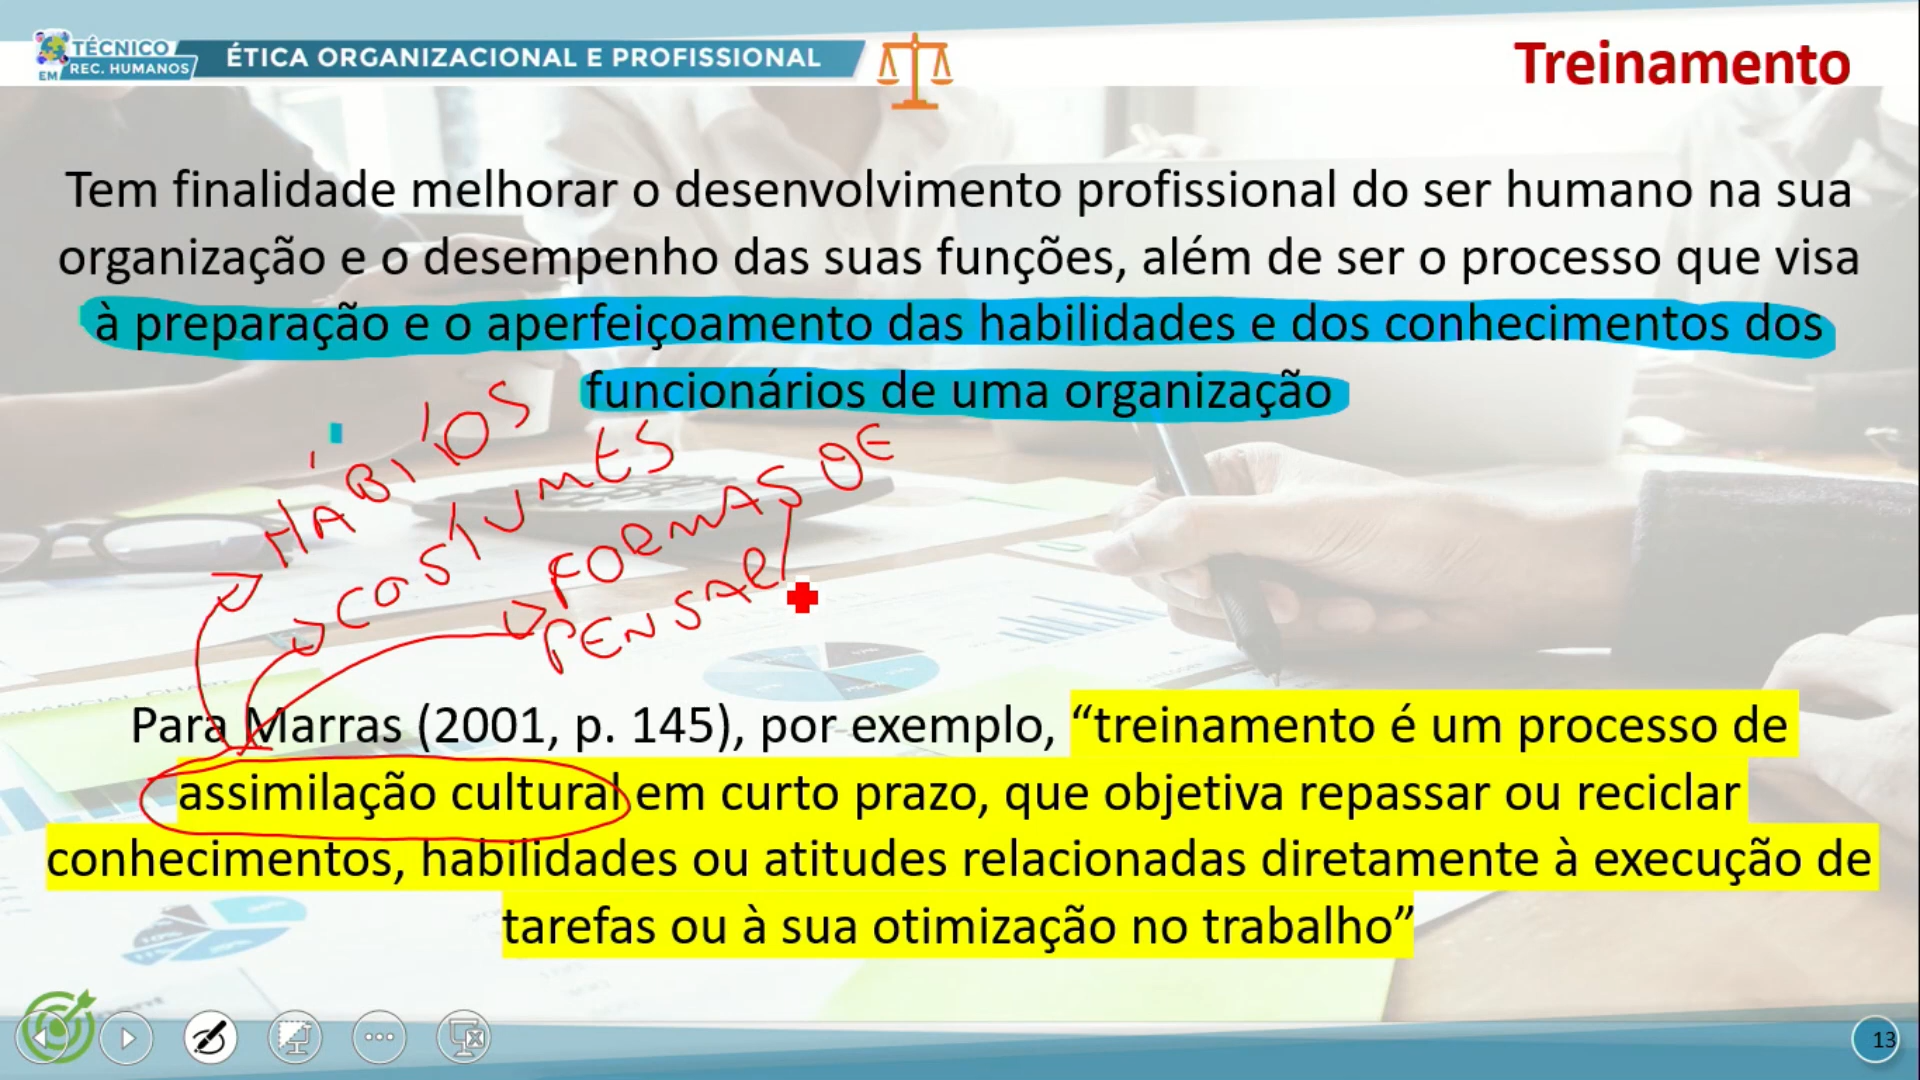 TÉCNICO
EM REC. HUMANOS
ÉTICA ORGANIZACIONAL E PROFISSIONAL
Treinamento
Tem finalidade melhorar o desenvolvimento profissional do ser humano na sua
organização e o desempenho das suas funções, além de ser o processo que visa
à preparação e o aperfeiçoamento das habilidades e dos conhecimentos dos
funcionários de uma organização
HÁBITOS
COSTUMES
FORMAS DE
PENSAR
Para Marras (2001, p. 145), por exemplo, “treinamento é um processo de
assimilação cultural em curto prazo, que objetiva repassar ou reciclar
conhecimentos, habilidades ou atitudes relacionadas diretamente à execução de
tarefas ou à sua otimização no trabalho”
13